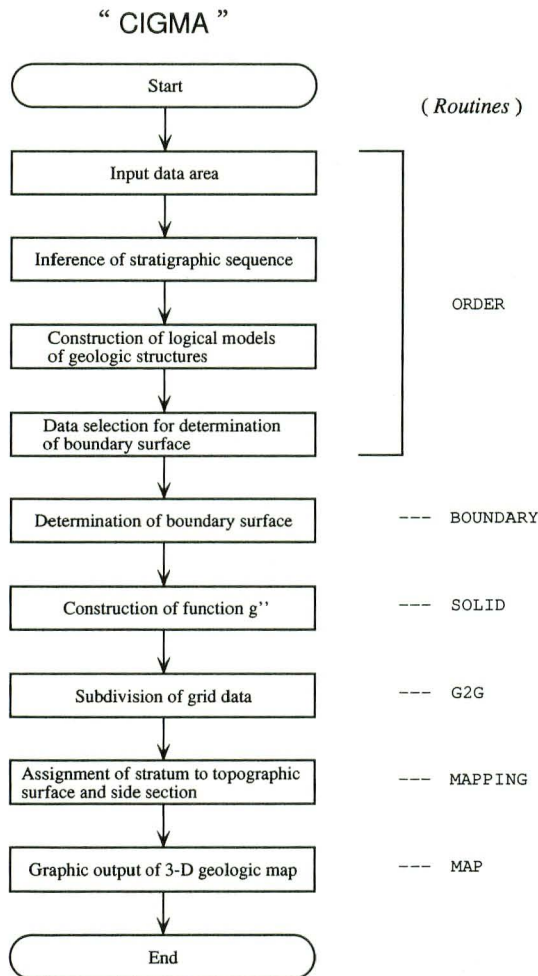 “ CIGMA ”
Start
( Routines )
Input data area
Inference of stratigraphic sequence
ORDER
Construction of logical models
of geologic structures
Data selection for determination
of boundary surface
Determination of boundary surface
--- BOUNDARY
Construction of function g’’
--- SOLID
Subdivision of grid data
--- G2G
Assignment of stratum to topographic
surface and side section
--- MAPPING
Graphic output of 3-D geologic map
--- MAP
End